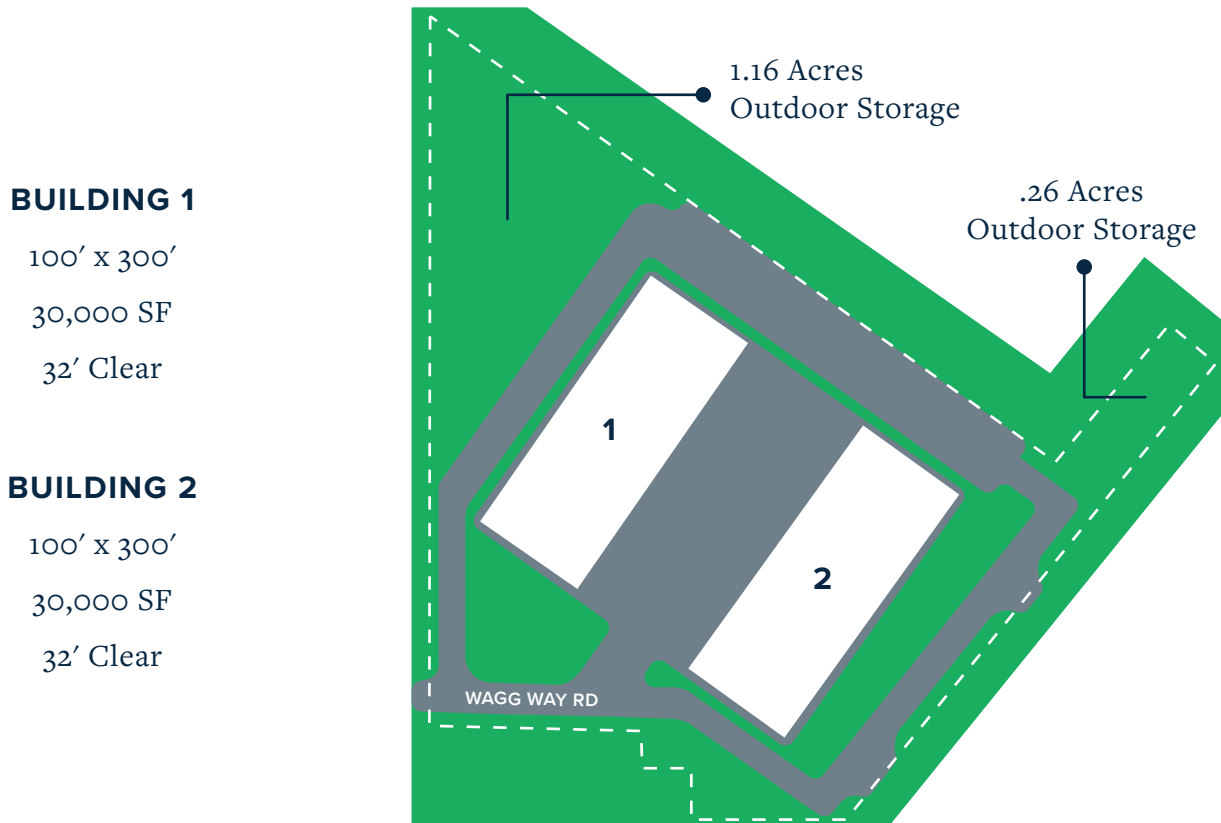 BUILDING 1
100′ x 300′
30,000 SF
32′ Clear
BUILDING 2
100′ x 300′
30,000 SF
32′ Clear
1.16 Acres
Outdoor Storage
.26 Acres
Outdoor Storage
1
2
WAGG WAY RD